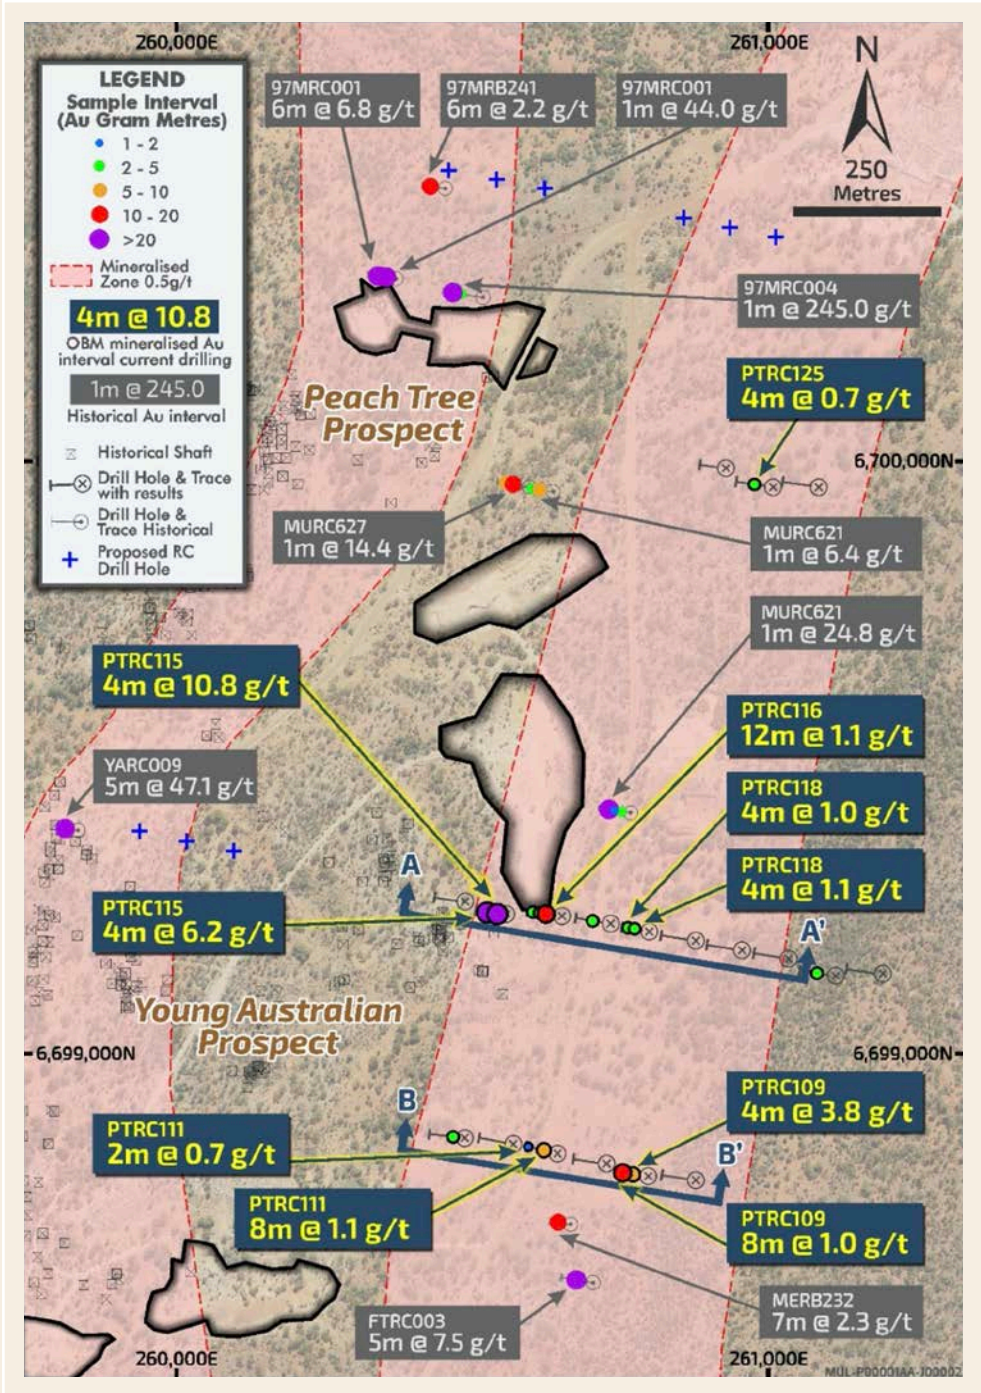 260,000E
261,000E
N
250
Metres
LEGEND
Sample Interval
(Au Gram Metres)
1 - 2
2 - 5
5 - 10
10 - 20
>20
Mineralised
Zone 0.5g/t
4m @ 10.8
OBM mineralised Au
interval current drilling
1m @ 245.0
Historical Au interval
Historical Shaft
Drill Hole & Trace
with results
Drill Hole &
Trace Historical
Proposed RC
Drill Hole
97MRC001
6m @ 6.8 g/t
97MRB241
6m @ 2.2 g/t
97MRC001
1m @ 44.0 g/t
97MRC004
1m @ 245.0 g/t
Peach Tree
Prospect
PTRC125
4m @ 0.7 g/t
6,700,000N
MURC627
1m @ 14.4 g/t
MURC621
1m @ 6.4 g/t
MURC621
1m @ 24.8 g/t
PTRC115
4m @ 10.8 g/t
PTRC116
12m @ 1.1 g/t
YARC009
5m @ 47.1 g/t
PTRC118
4m @ 1.0 g/t
A
PTRC118
4m @ 1.1 g/t
PTRC115
4m @ 6.2 g/t
A'
Young Australian
Prospect
6,699,000N
6,699,000N
B
PTRC109
4m @ 3.8 g/t
PTRC111
2m @ 0.7 g/t
B'
PTRC111
8m @ 1.1 g/t
PTRC109
8m @ 1.0 g/t
MERB232
7m @ 2.3 g/t
FTRC003
5m @ 7.5 g/t
260,000E
261,000E
MUL-P00001AA-J00002